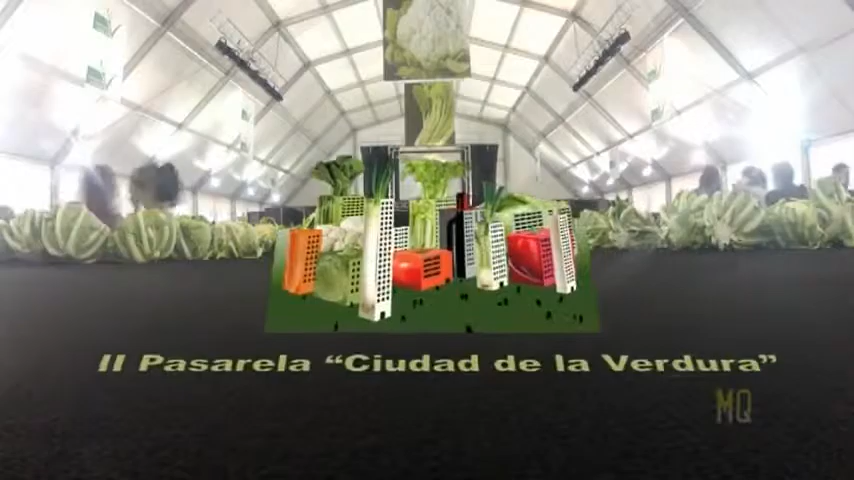 II Pasarela “Ciudad de la Verdura”
MQ